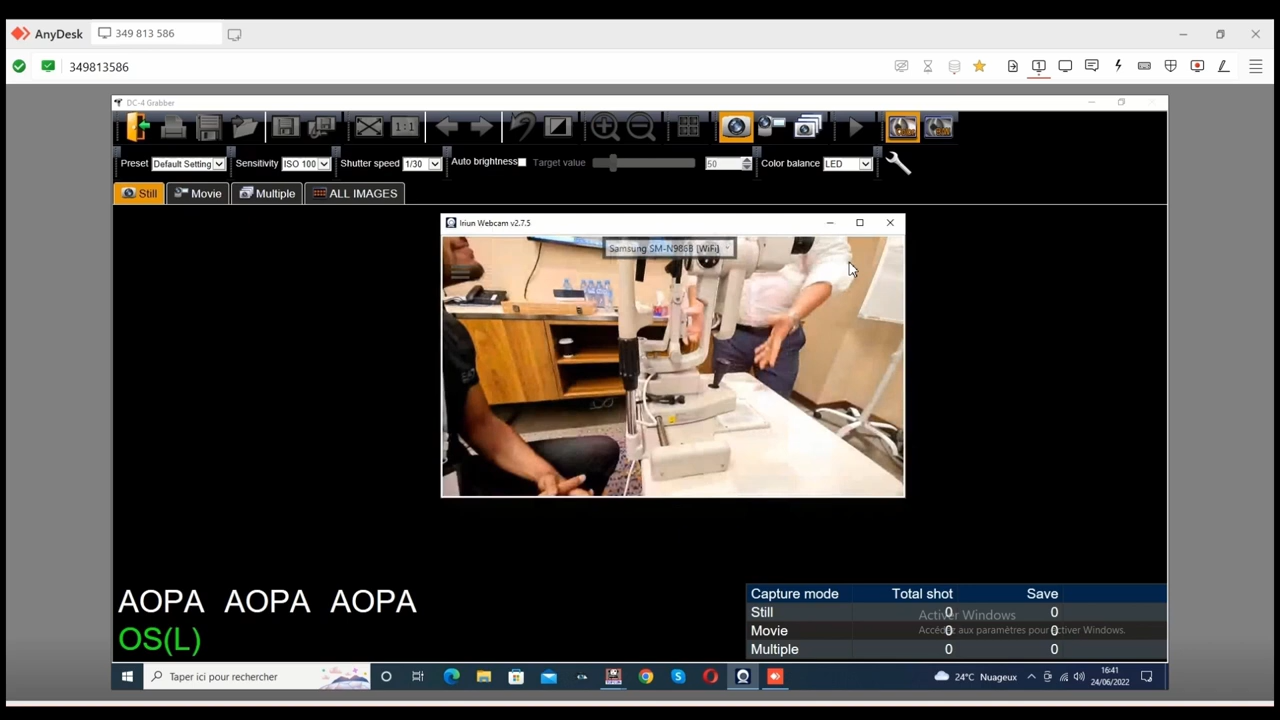 AnyDesk
349 813 586
349813586
DC-4 Grabber
1:1
Preset Default Setting Sensitivity ISO 100 Shutter speed 1/30 Auto brightness Target value 50 Color balance LED
Still Movie Multiple ALL IMAGES
Iriun Webcam v2.7.5
Samsung SM-N986B [WiFi]
AOPA AOPA AOPA
OS(L)
Capture mode Total shot Save
Still 0 0
Movie 0 0
Multiple 0 0
Activer Windows
Accédez aux paramètres pour activer Windows.
Taper ici pour rechercher
24°C Nuageux
16:41
24/06/2022